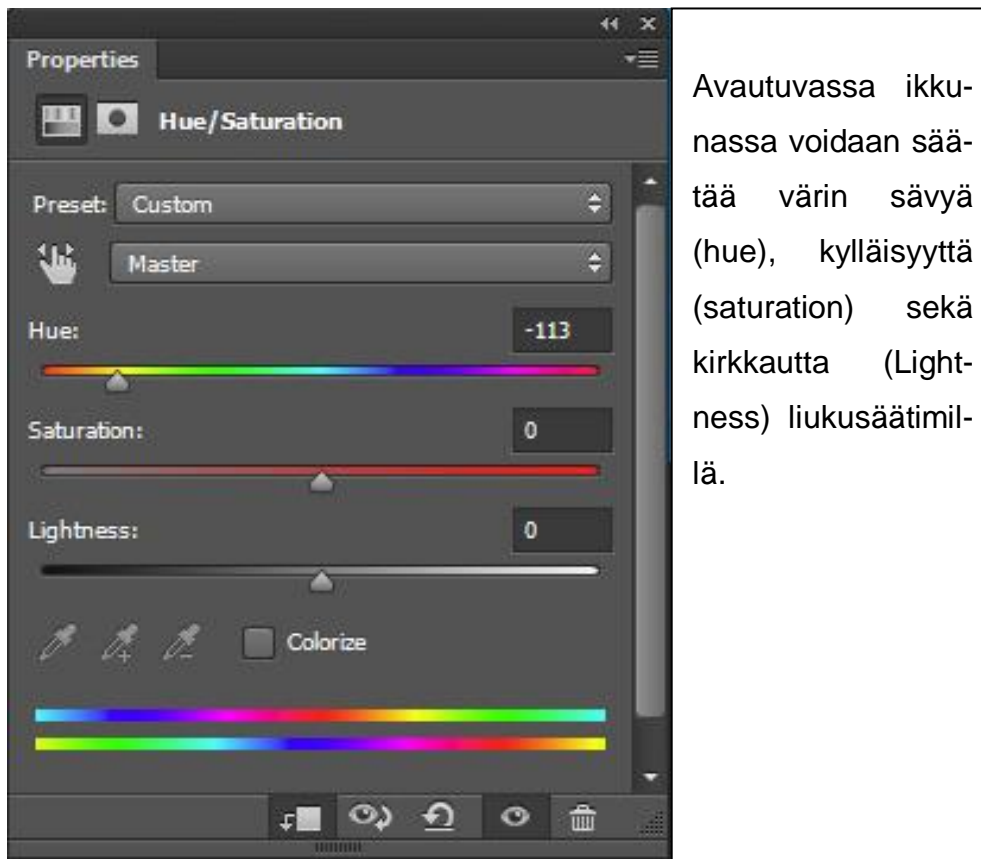 Properties
Hue/Saturation
Preset: Custom
Master
Hue: -113
Saturation: 0
Lightness: 0
Colorize
Avautuvassa ikku-
nassa voidaan sää-
tää värin sävyä
(hue), kylläisyyttä
(saturation) sekä
kirkkautta (Light-
ness) liukusäätimil-
lä.